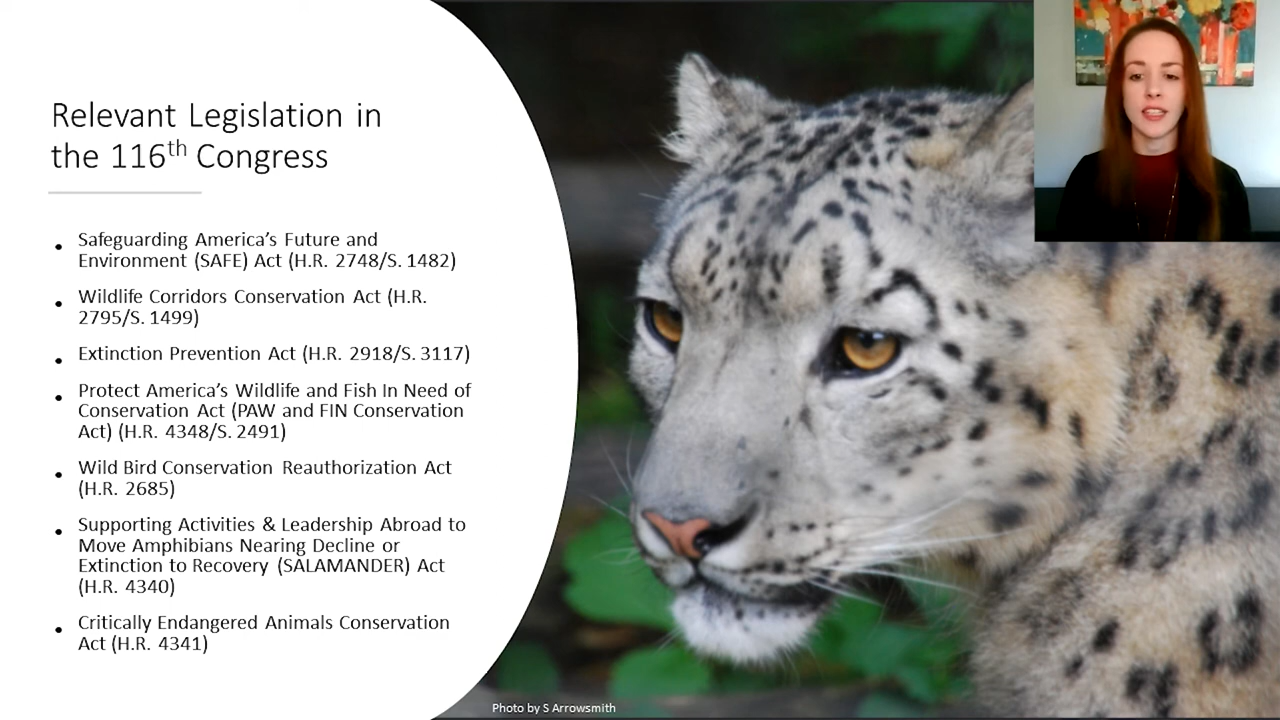 Relevant Legislation in
the 116th Congress
• Safeguarding America's Future and
Environment (SAFE) Act (H.R. 2748/S. 1482)
• Wildlife Corridors Conservation Act (H.R.
2795/S. 1499)
• Extinction Prevention Act (H.R. 2918/S. 3117)
• Protect America's Wildlife and Fish In Need of
Conservation Act (PAW and FIN Conservation
Act) (H.R. 4348/S. 2491)
• Wild Bird Conservation Reauthorization Act
(H.R. 2685)
• Supporting Activities & Leadership Abroad to
Move Amphibians Nearing Decline or
Extinction to Recovery (SALAMANDER) Act
(H.R. 4340)
• Critically Endangered Animals Conservation
Act (H.R. 4341)
Photo by S Arrowsmith